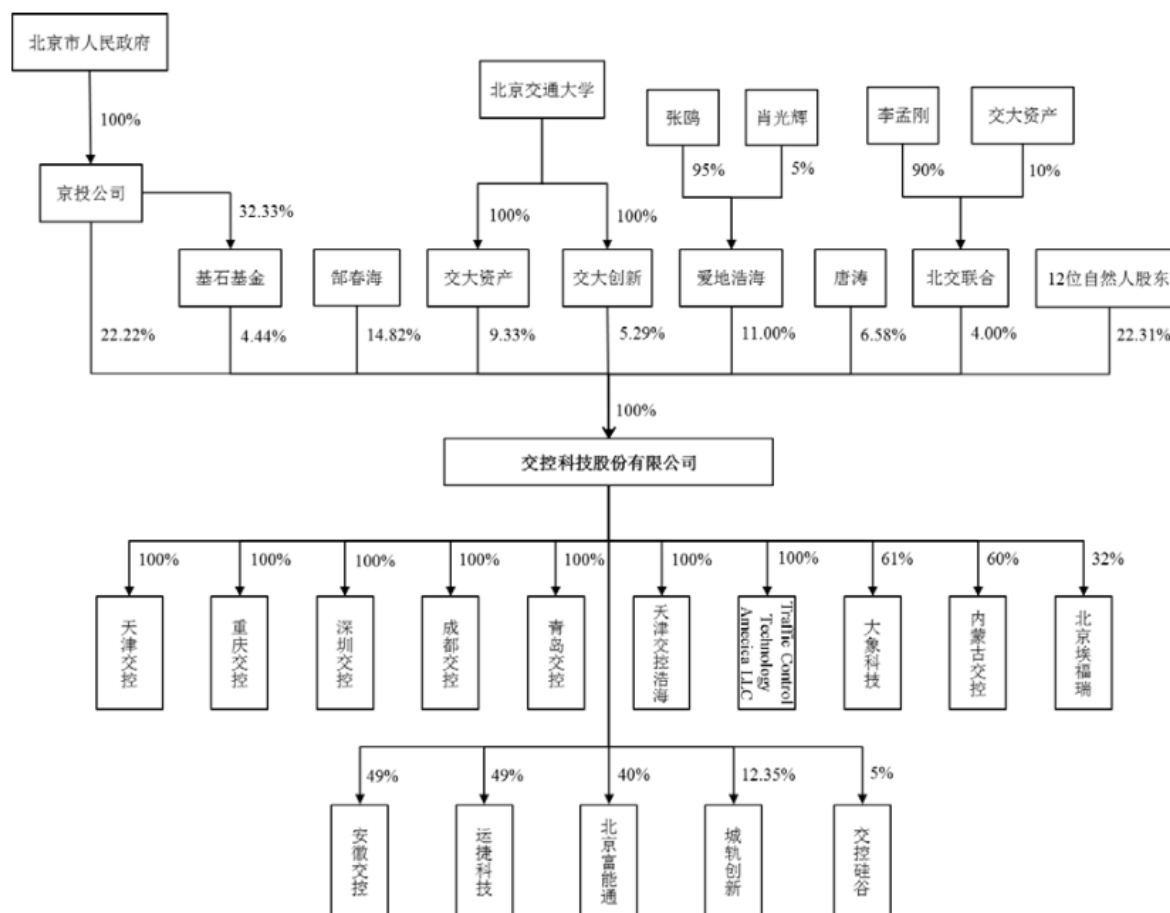 北京市人民政府
北京交通大学
张鸥
肖光辉
李孟刚
交大资产
100%
95%
5%
90%
10%
京投公司
32.33%
100%
100%
基石基金
郜春海
交大资产
交大创新
爱地浩海
唐涛
北交联合
12位自然人股东
22.22%
4.44%
14.82%
9.33%
5.29%
11.00%
6.58%
4.00%
22.31%
100%
交控科技股份有限公司
100%
100%
100%
100%
100%
100%
100%
61%
60%
32%
天津交控
重庆交控
深圳交控
成都交控
青岛交控
天津交控浩海
Traffic Control
Technology
Amecica LLC
大象科技
内蒙古交控
北京埃福瑞
49%
49%
40%
12.35%
5%
安徽交控
运捷科技
北京富能通
城轨创新
交控硅谷